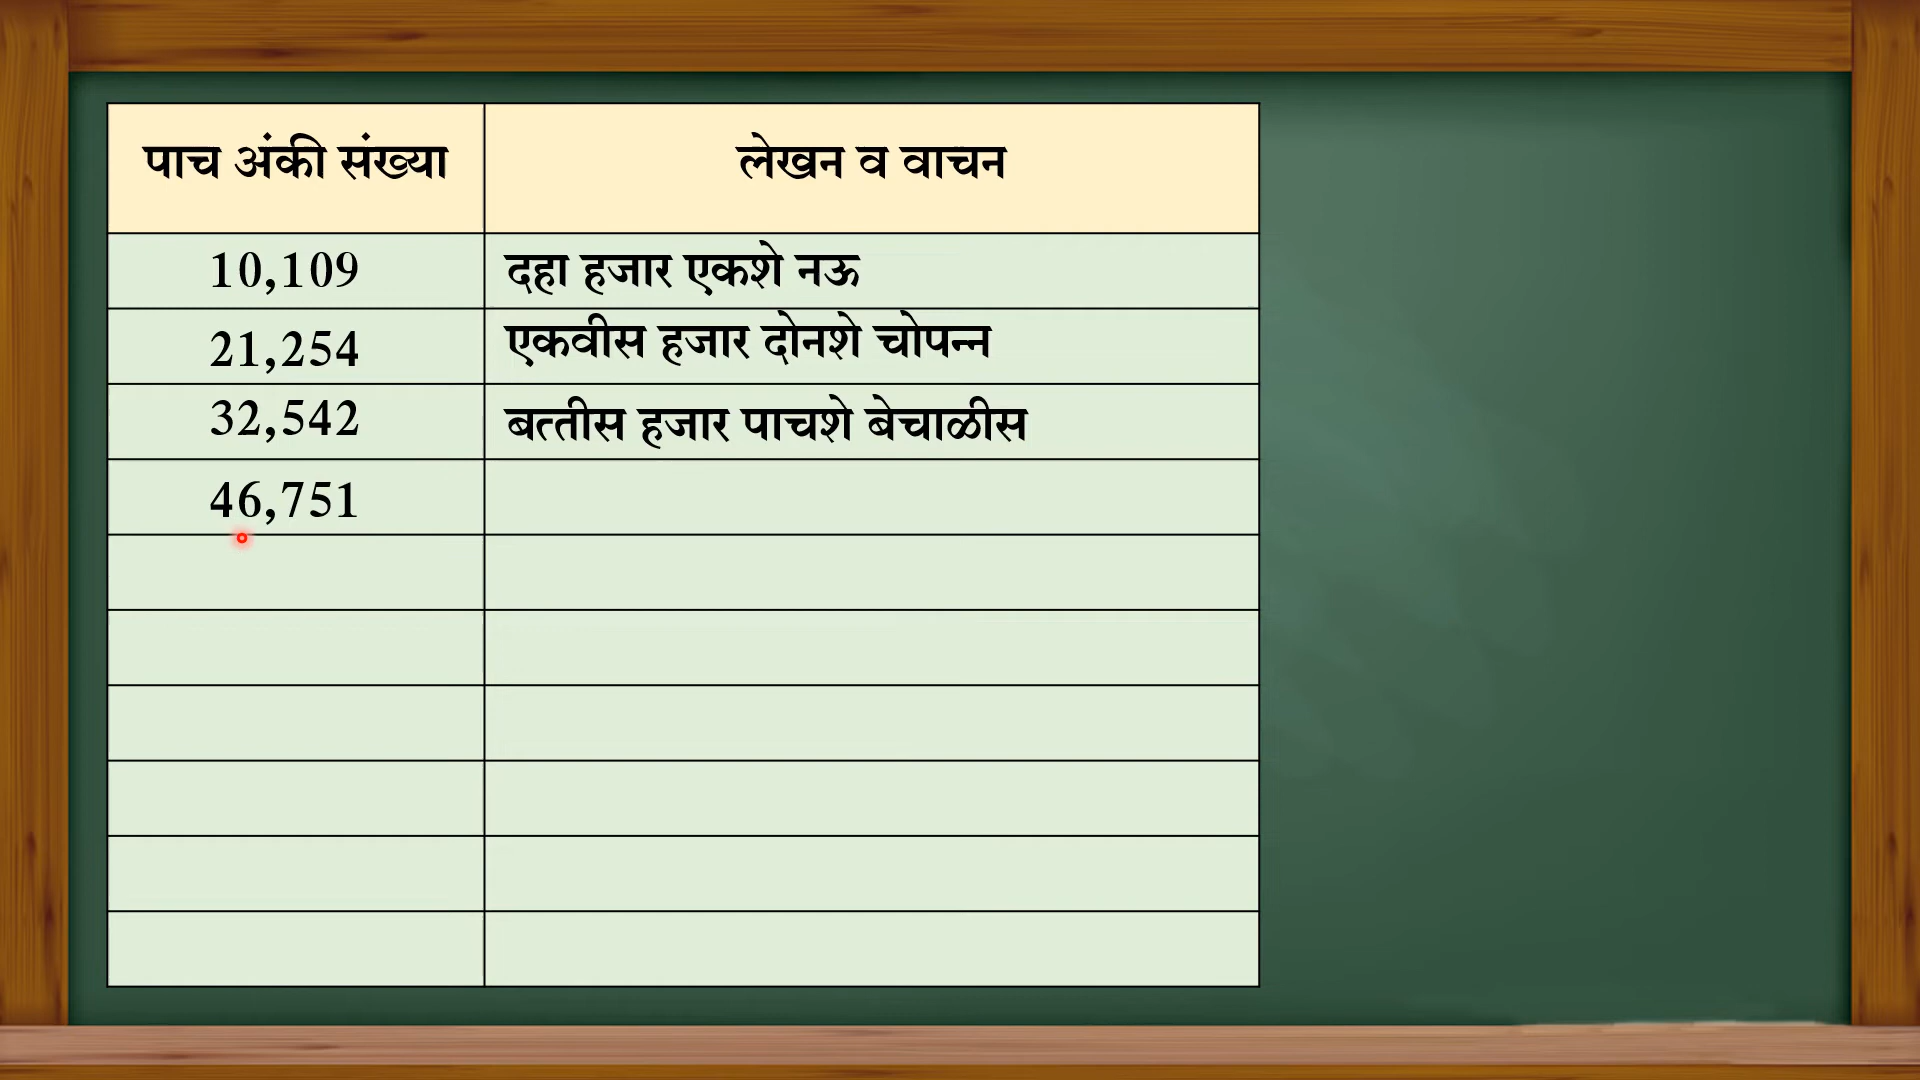 पाच अंकी संख्या लेखन व वाचन
10,109 दहा हजार एकशे नऊ
21,254 एकवीस हजार दोनशे चोपन्न
32,542 बत्तीस हजार पाचशे बेचाळीस
46,751